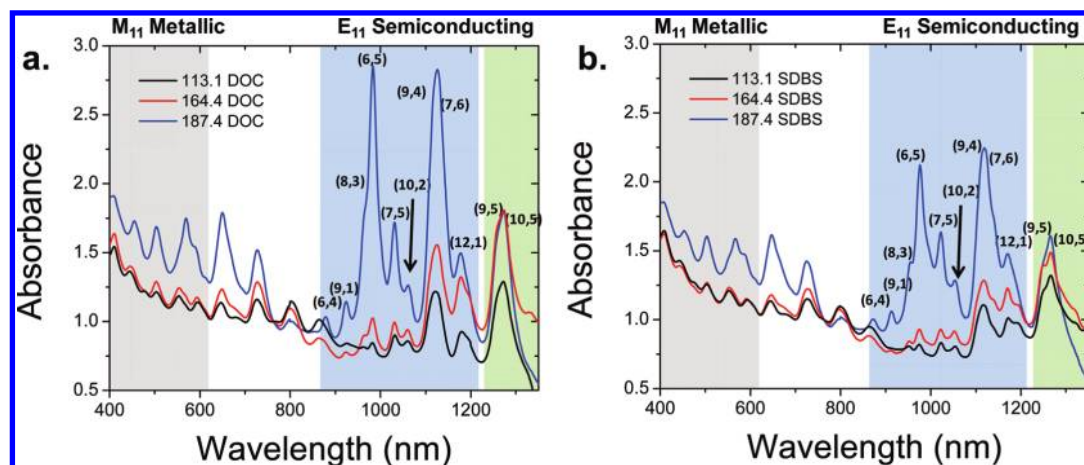 M11 Metallic E11 Semiconducting
a.
3.0
2.5
2.0
1.5
1.0
0.5
Absorbance
113.1 DOC
164.4 DOC
187.4 DOC
(6,5)
(9,4)
(7,6)
(8,3)
(10,2)
(7,5)
(12,1)
(9,5)
(10,5)
(9,1)
(6,4)
400 600 800 1000 1200
Wavelength (nm)
M11 Metallic E11 Semiconducting
b.
3.0
2.5
2.0
1.5
1.0
0.5
Absorbance
113.1 SDBS
164.4 SDBS
187.4 SDBS
(9,4)
(6,5)
(7,6)
(10,2)
(7,5)
(9,5)
(8,3)
(12,1)
(10,5)
(9,1)
(6,4)
400 600 800 1000 1200
Wavelength (nm)